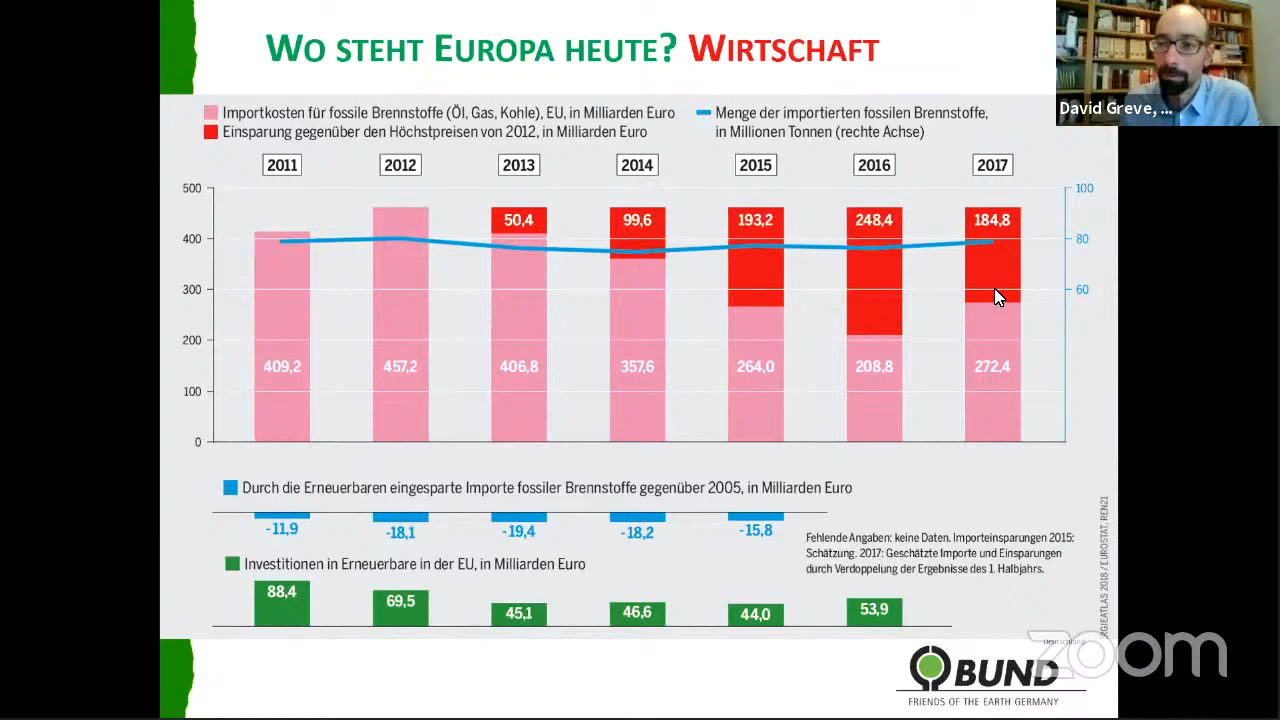 WO STEHT EUROPA HEUTE? WIRTSCHAFT
David Greve, ...
Importkosten für fossile Brennstoffe (Öl, Gas, Kohle), EU, in Milliarden Euro
Einsparung gegenüber den Höchstpreisen von 2012, in Milliarden Euro
Menge der importierten fossilen Brennstoffe,
in Millionen Tonnen (rechte Achse)
2011 2012 2013 2014 2015 2016 2017
500 100
50,4 99,6 193,2 248,4 184,8
400 80
300 60
200
409,2 457,2 406,8 357,6 264,0 208,8 272,4
100
0
Durch die Erneuerbaren eingesparte Importe fossiler Brennstoffe gegenüber 2005, in Milliarden Euro
-11,9 -18,1 -19,4 -18,2 -15,8
Fehlende Angaben: keine Daten. Importeinsparungen 2015:
Schätzung. 2017: Geschätzte Importe und Einsparungen
durch Verdoppelung der Ergebnisse des 1. Halbjahrs.
Investitionen in Erneuerbare in der EU, in Milliarden Euro
88,4 69,5 45,1 46,6 44,0 53,9
RGIEATLAS 2018 / EUROSTAT, REN21
Deutschland
zoom
BUND
FRIENDS OF THE EARTH GERMANY